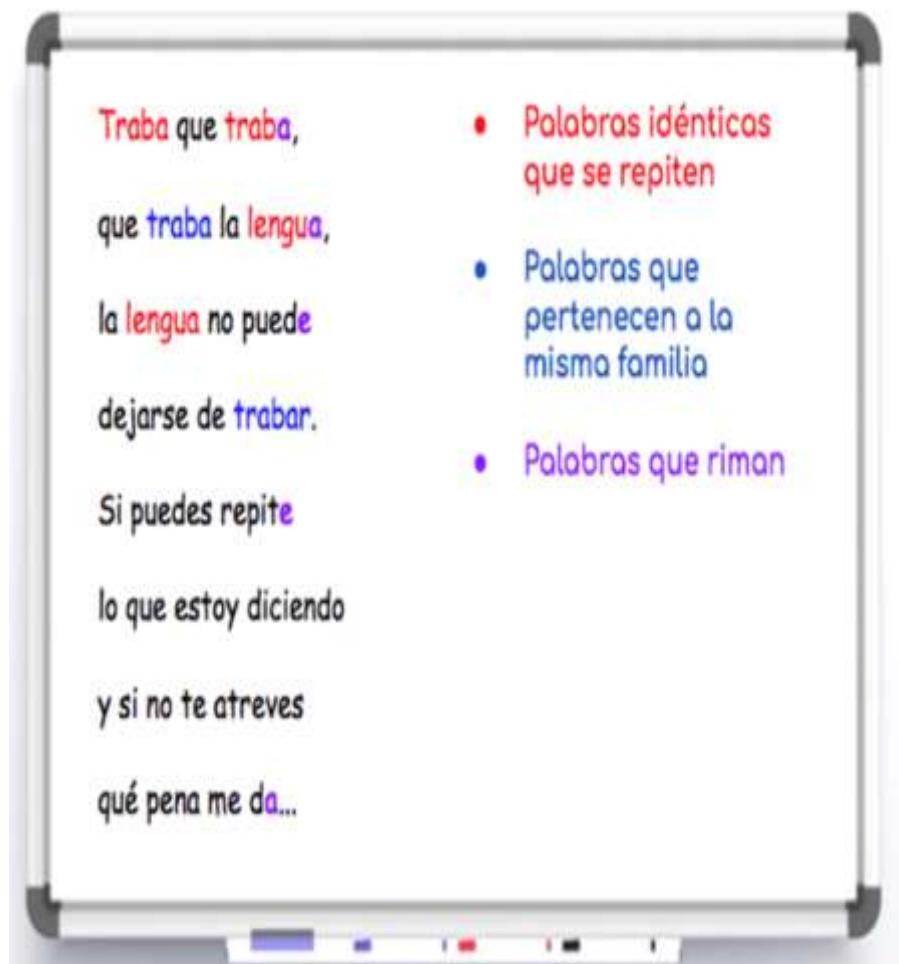 Traba que traba,
que traba la lengua,
la lengua no puede
dejarse de trabar.
Si puedes repite
lo que estoy diciendo
y si no te atreves
qué pena me da...
• Palabras idénticas
que se repiten
• Palabras que
pertenecen a la
misma familia
• Palabras que riman